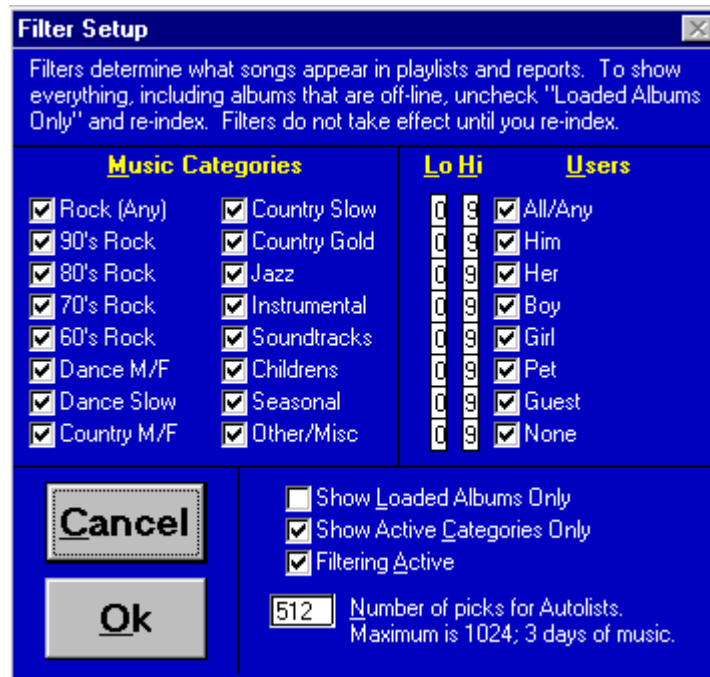 Filter Setup
Filters determine what songs appear in playlists and reports. To show
everything, including albums that are off-line, uncheck "Loaded Albums
Only" and re-index. Filters do not take effect until you re-index.
Music Categories
Lo Hi Users
Rock (Any) Country Slow 0 9 All/Any
90's Rock Country Gold 0 9 Him
80's Rock Jazz 0 9 Her
70's Rock Instrumental 0 9 Boy
60's Rock Soundtracks 0 9 Girl
Dance M/F Childrens 0 9 Pet
Dance Slow Seasonal 0 9 Guest
Country M/F Other/Misc 0 9 None
Cancel
Ok
Show Loaded Albums Only
Show Active Categories Only
Filtering Active
512 Number of picks for Autolists.
Maximum is 1024; 3 days of music.